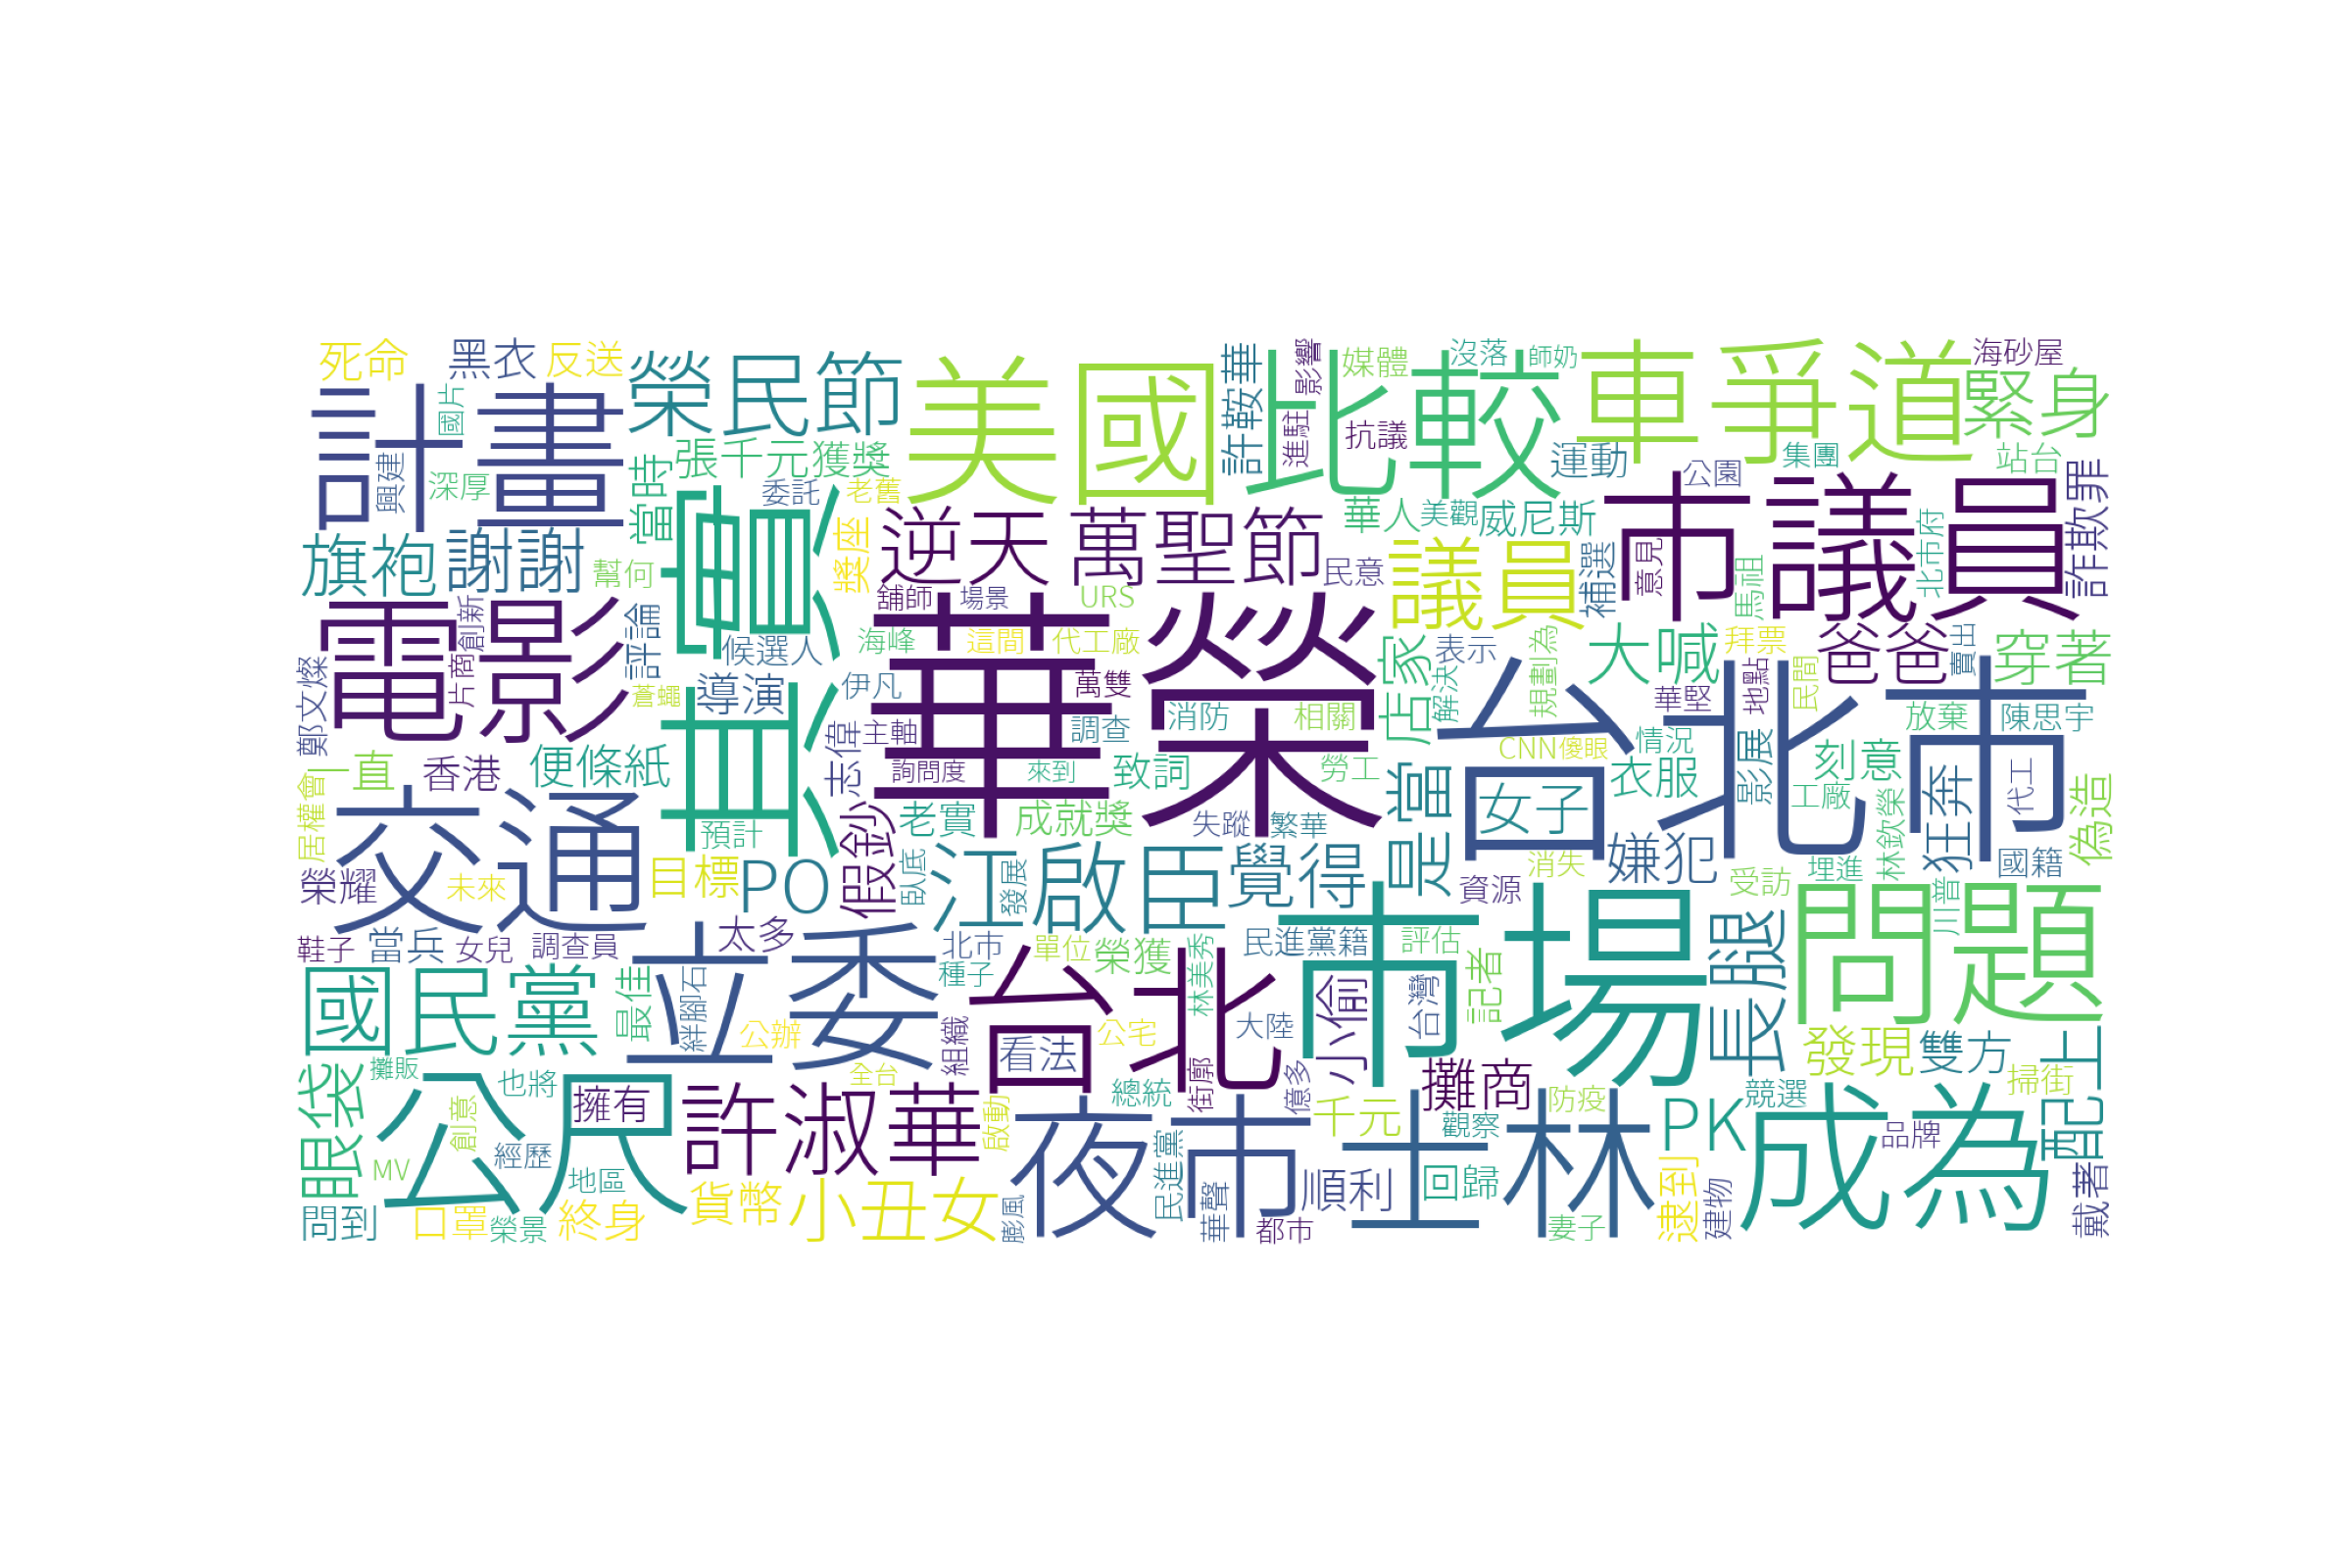 死命
黑衣
反送
榮民節
美國
比較
車爭道
海砂屋
緊身
計畫
國片
興建
深厚
張千元獲獎
委託
老舊
當時
許鞍華
影響
進駐
媒體
抗議
沒落
師奶
運動
集團
公園
站台
詐欺罪
旗袍
謝謝
幫何
真實
獎座
逆天
萬聖節
華人
美觀
威尼斯
市議員
議員
補選
意見
馬祖
北市府
民意
電影
創新
片商
評論
鄭文燦
舖師
場景
URS
海峰
這間
代工廠
候選人
導演
蒼蠅
伊凡
萬雙
華榮
主軸
志偉
調查
消防
相關
詢問度
來到
致詞
店家
表示
解決
規劃為
大喊
拜票
爸爸
賣出
穿著
地點
民間
華堅
放棄
陳思宇
台北市
CNN傻眼
情況
勞工
衣服
影展
刻意
工廠
代工
一直
香港
便條紙
居權會
交通
預計
目標
PO
假鈔
老實
成就獎
失蹤
繁華
是當
女子
嫌犯
林欽榮
狂奔
國籍
偽造
榮耀
未來
臥底
江啟臣
發展
覺得
消失
資源
受訪
埋進
川普
鞋子
當兵
女兒
調查員
太多
北市
種子
單位
榮獲
林美秀
民進黨籍
評估
市場
記者
長腿
問題
國民黨
最佳
絆腳石
立委
公辦
組織
台北
看法
公宅
大陸
小偷
台灣
發現
雙方
配上
眼袋
攤販
也將
公尺
擁有
創意
經歷
MV
地區
許淑華
全台
啟動
總統
街廓
億多
攤商
千元
防疫
觀察
PK
競選
品牌
掃街
成為
戴著
問到
口罩
榮景
終身
貨幣
小丑女
膨風
夜市
民進黨
華聲
都市
順利
士林
回歸
妻子
遞到
建物